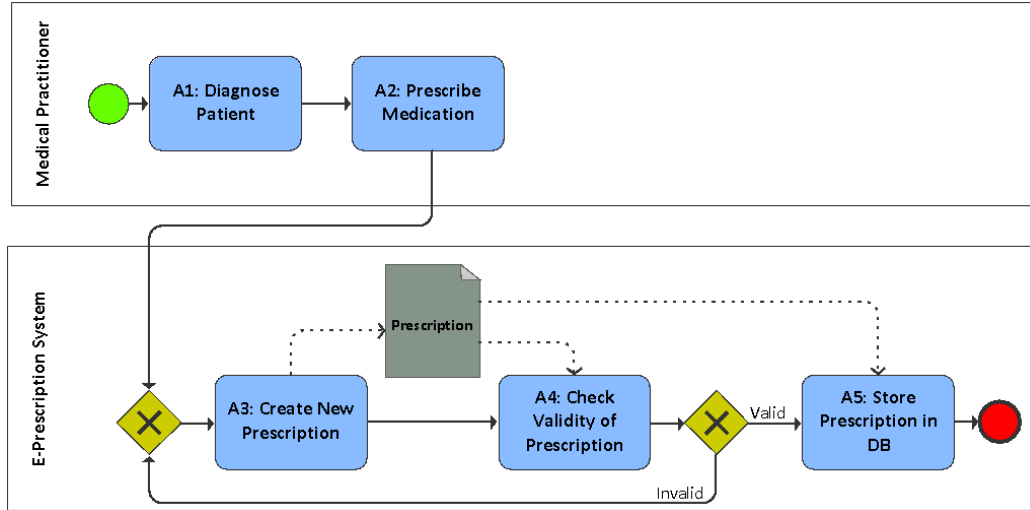 Medical Practitioner
A1: Diagnose
Patient
A2: Prescribe
Medication
E-Prescription System
Prescription
A3: Create New
Prescription
A4: Check
Validity of
Prescription
Valid
Invalid
A5: Store
Prescription in
DB